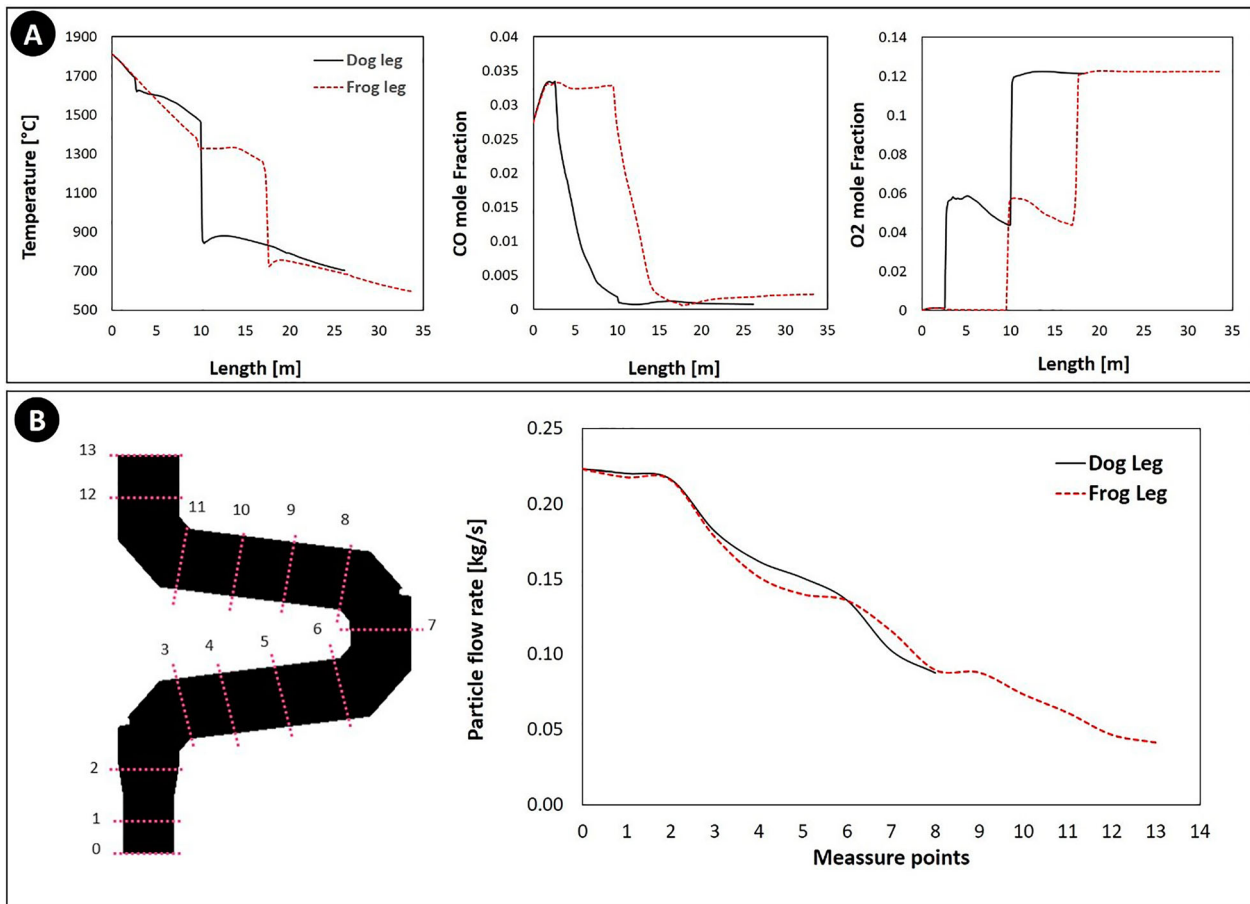 A
1900
1700
1500
1300
1100
900
700
500
0 5 10 15 20 25 30 35
Temperature [°C]
Length [m]
Dog leg
Frog leg
0.04
0.035
0.03
0.025
0.02
0.015
0.01
0.005
0
0 5 10 15 20 25 30 35
CO mole Fraction
Length [m]
0.14
0.12
0.1
0.08
0.06
0.04
0.02
0
0 5 10 15 20 25 30 35
O2 mole Fraction
Length [m]
B
13
12
11
10
9
8
7
6
5
4
3
2
1
0
0.25
0.20
0.15
0.10
0.05
0.00
0 1 2 3 4 5 6 7 8 9 10 11 12 13 14
Particle flow rate [kg/s]
Meassure points
Dog Leg
Frog Leg